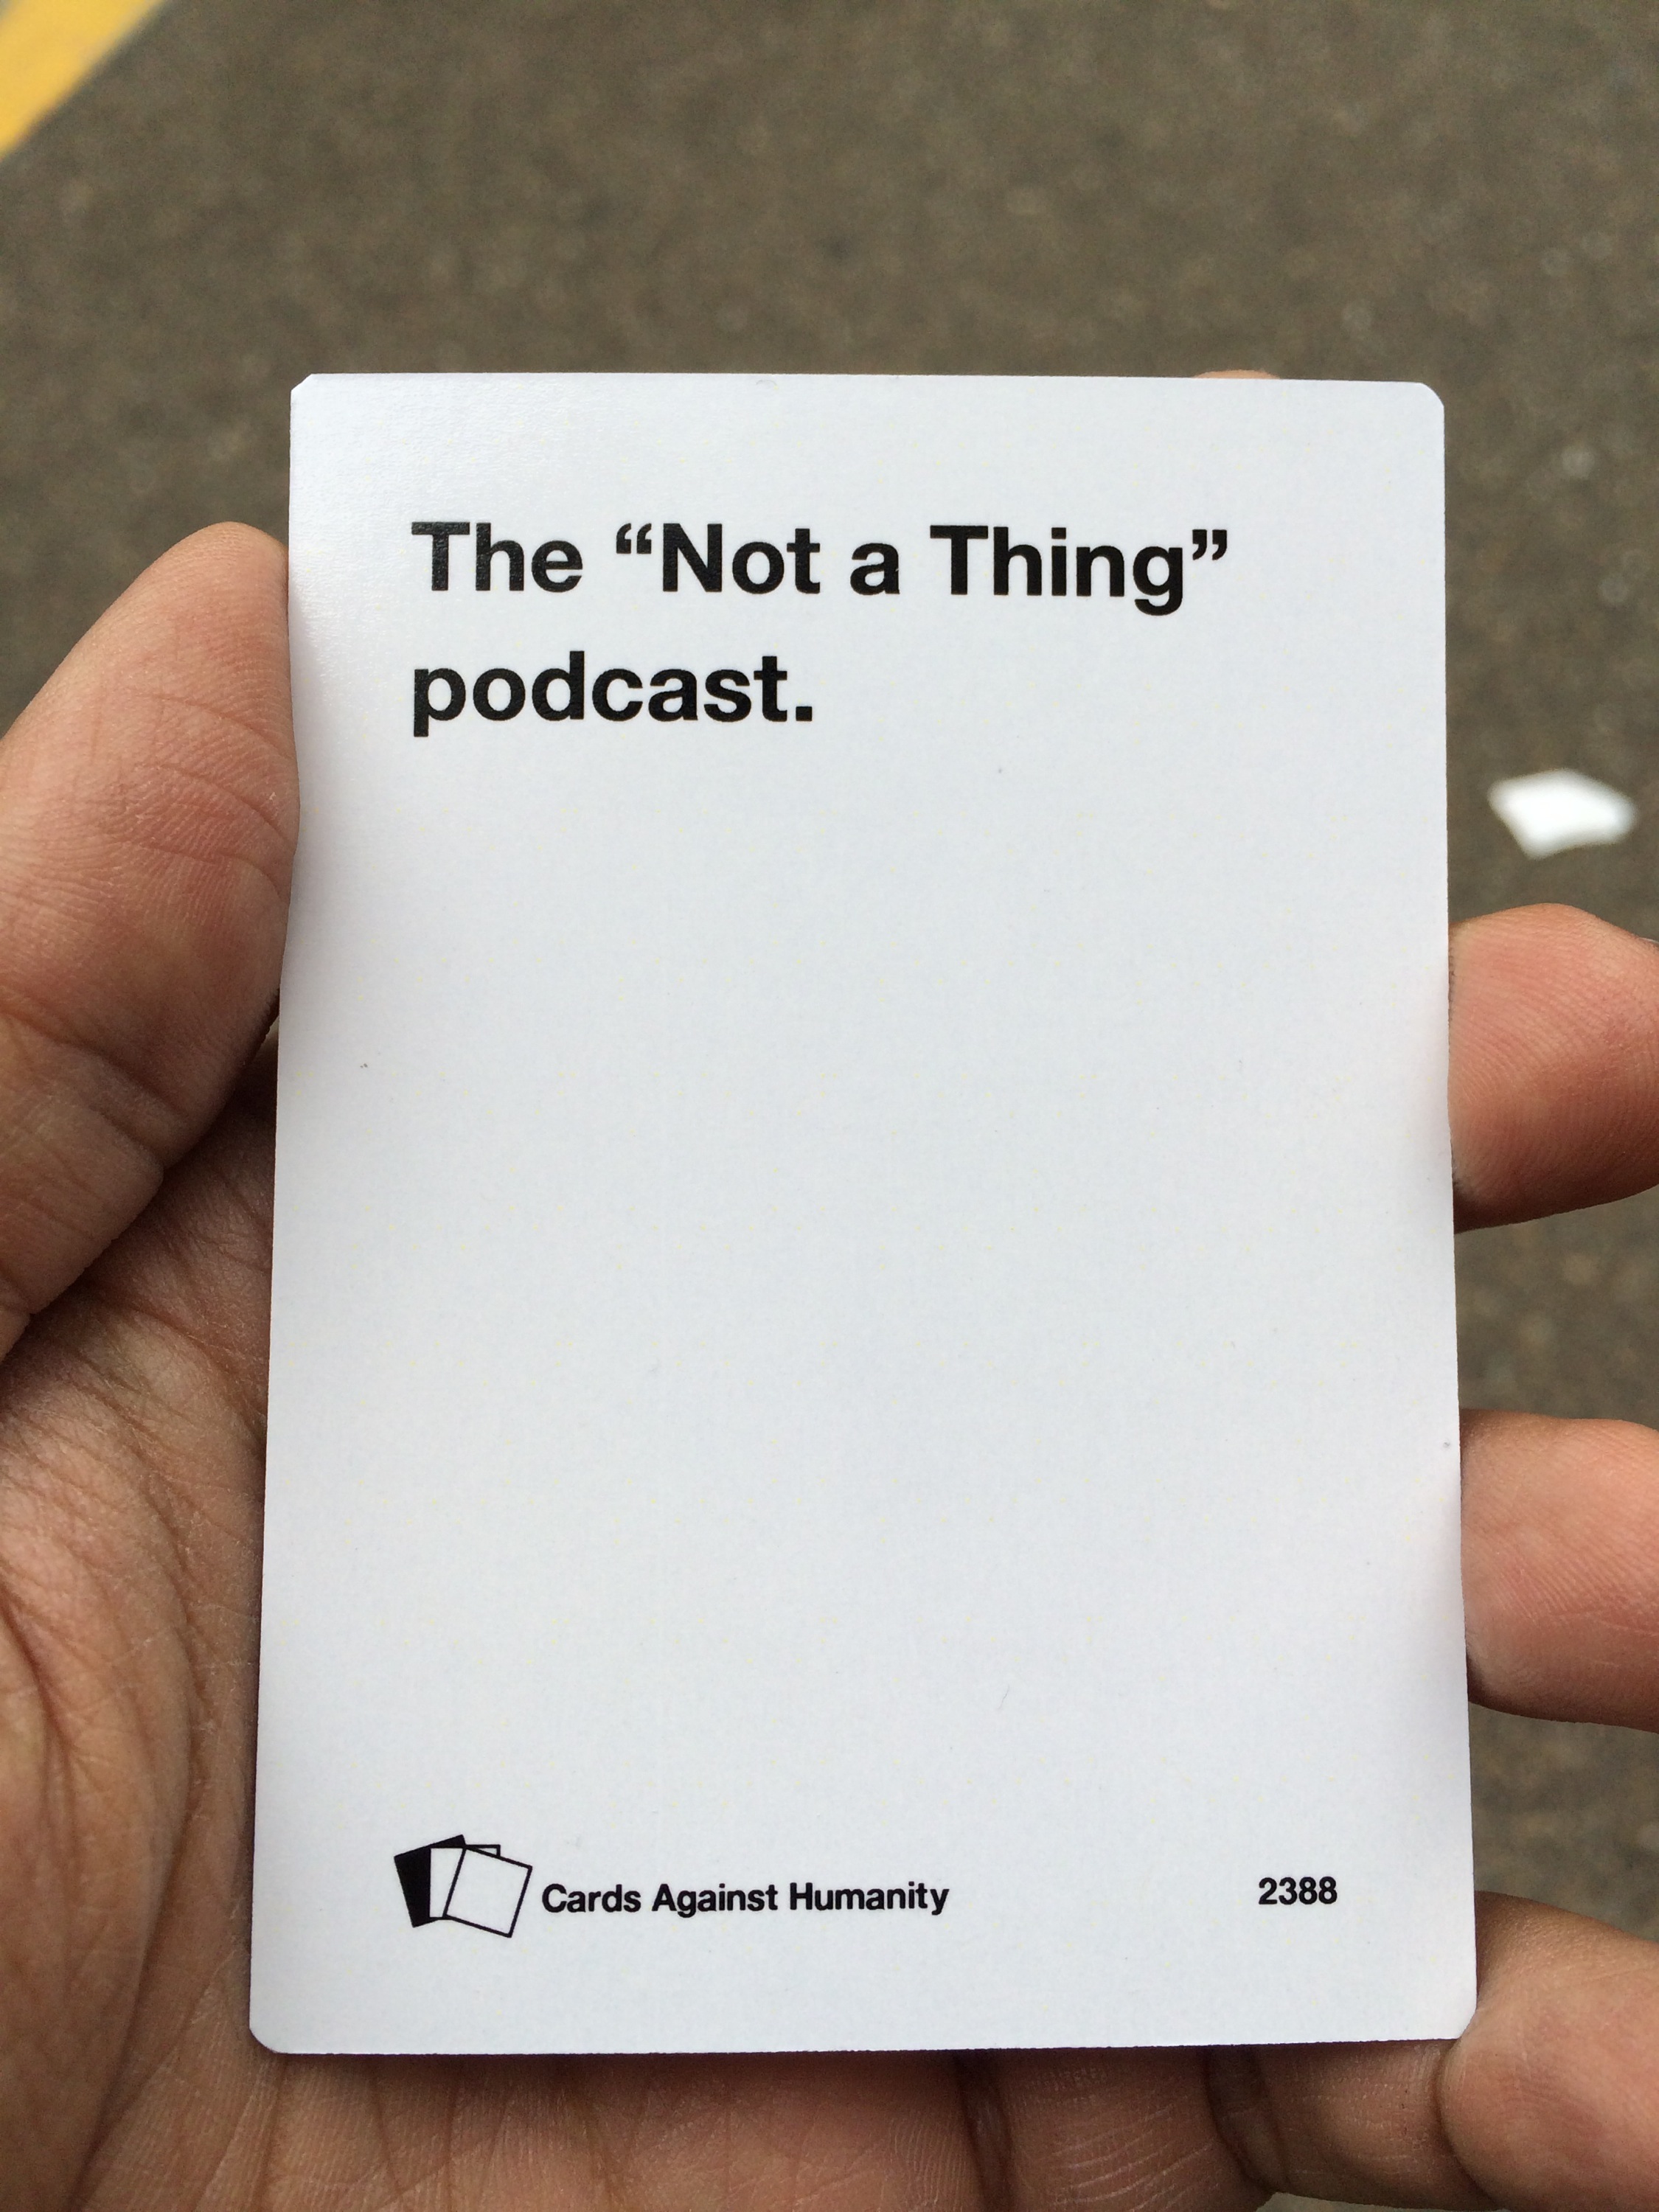 The “Not a Thing”
podcast.
Cards Against Humanity 2388